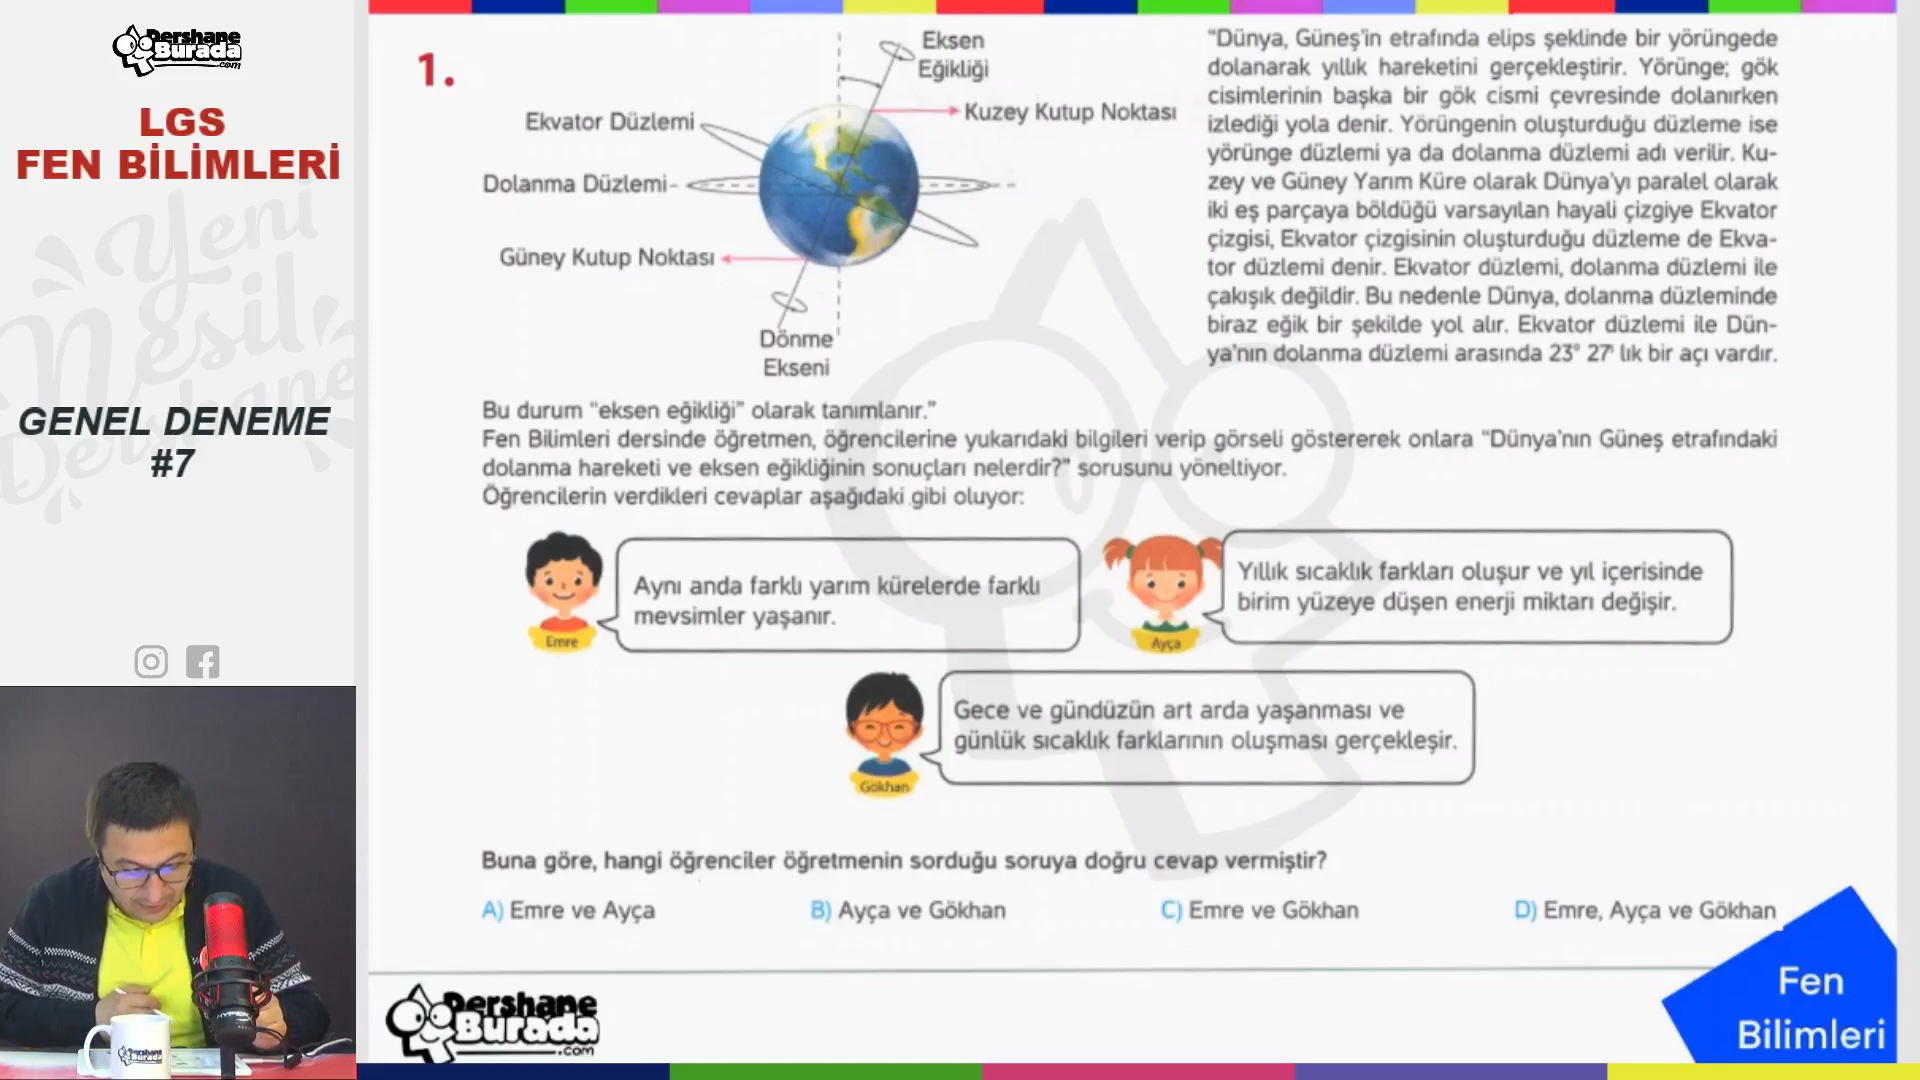 Dershane
Burada
.com
LGS
FEN BİLİMLERİ
Yeni
Nesil
Dershane
GENEL DENEME
#7
1.
Eksen
Eğikliği
Kuzey Kutup Noktası
Ekvator Düzlemi
Dolanma Düzlemi
Güney Kutup Noktası
Dönme
Ekseni
“Dünya, Güneş’in etrafında elips şeklinde bir yörüngede
dolanarak yıllık hareketini gerçekleştirir. Yörünge; gök
cisimlerinin başka bir gök cismi çevresinde dolanırken
izlediği yola denir. Yörüngenin oluşturduğu düzleme ise
yörünge düzlemi ya da dolanma düzlemi adı verilir. Ku-
zey ve Güney Yarım Küre olarak Dünya’yı paralel olarak
iki eş parçaya böldüğü varsayılan hayali çizgiye Ekvator
çizgisi, Ekvator çizgisinin oluşturduğu düzleme de Ekva-
tor düzlemi denir. Ekvator düzlemi, dolanma düzlemi ile
çakışık değildir. Bu nedenle Dünya, dolanma düzleminde
biraz eğik bir şekilde yol alır. Ekvator düzlemi ile Dün-
ya’nın dolanma düzlemi arasında 23° 27' lık bir açı vardır.
Bu durum “eksen eğikliği” olarak tanımlanır.”
Fen Bilimleri dersinde öğretmen, öğrencilerine yukarıdaki bilgileri verip görseli göstererek onlara “Dünya’nın Güneş etrafındaki
dolanma hareketi ve eksen eğikliğinin sonuçları nelerdir?” sorusunu yöneltiyor.
Öğrencilerin verdikleri cevaplar aşağıdaki gibi oluyor:
Aynı anda farklı yarım kürelerde farklı
mevsimler yaşanır.
Emre
Yıllık sıcaklık farkları oluşur ve yıl içerisinde
birim yüzeye düşen enerji miktarı değişir.
Ayça
Gece ve gündüzün art arda yaşanması ve
günlük sıcaklık farklarının oluşması gerçekleşir.
Gökhan
Buna göre, hangi öğrenciler öğretmenin sorduğu soruya doğru cevap vermiştir?
A) Emre ve Ayça
B) Ayça ve Gökhan
C) Emre ve Gökhan
D) Emre, Ayça ve Gökhan
Dershane
Burada
.com
Fen
Bilimleri
HYPERX
Dershane
Burada